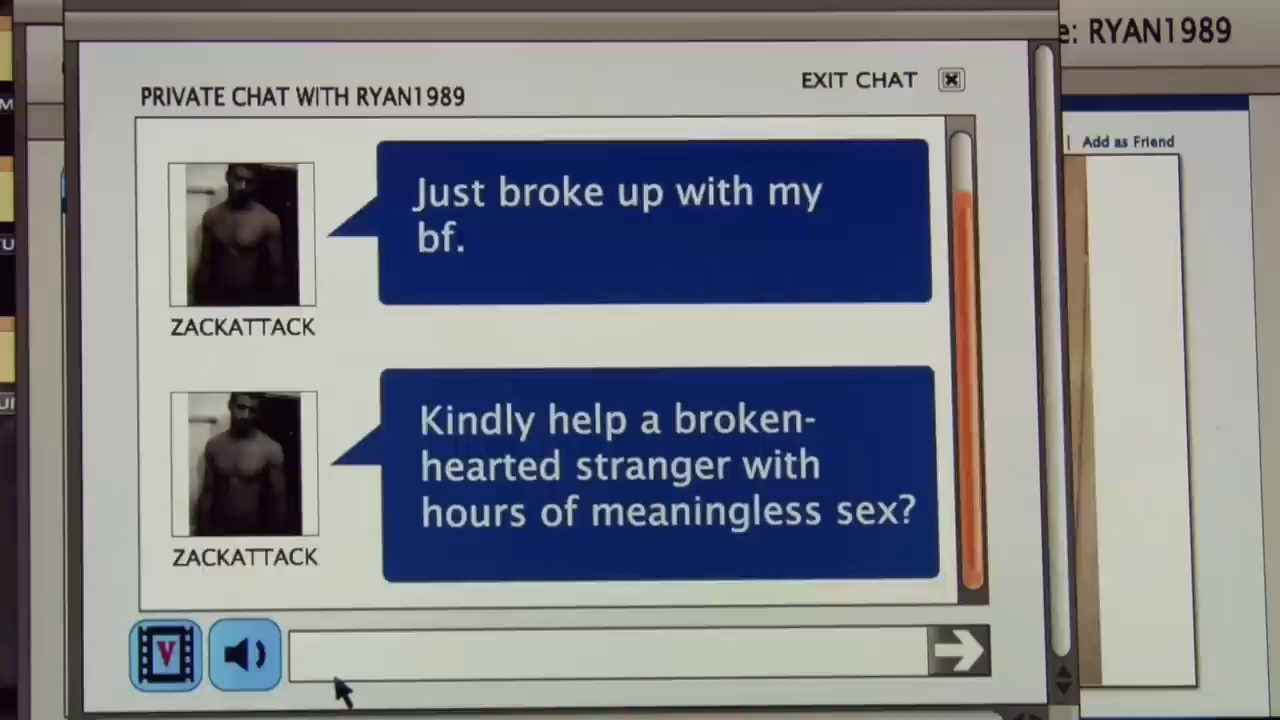 e: RYAN1989
EXIT CHAT
PRIVATE CHAT WITH RYAN1989
Add as Friend
Just broke up with my
bf.
ZACKATTACK
Kindly help a broken-
hearted stranger with
hours of meaningless sex?
ZACKATTACK
V